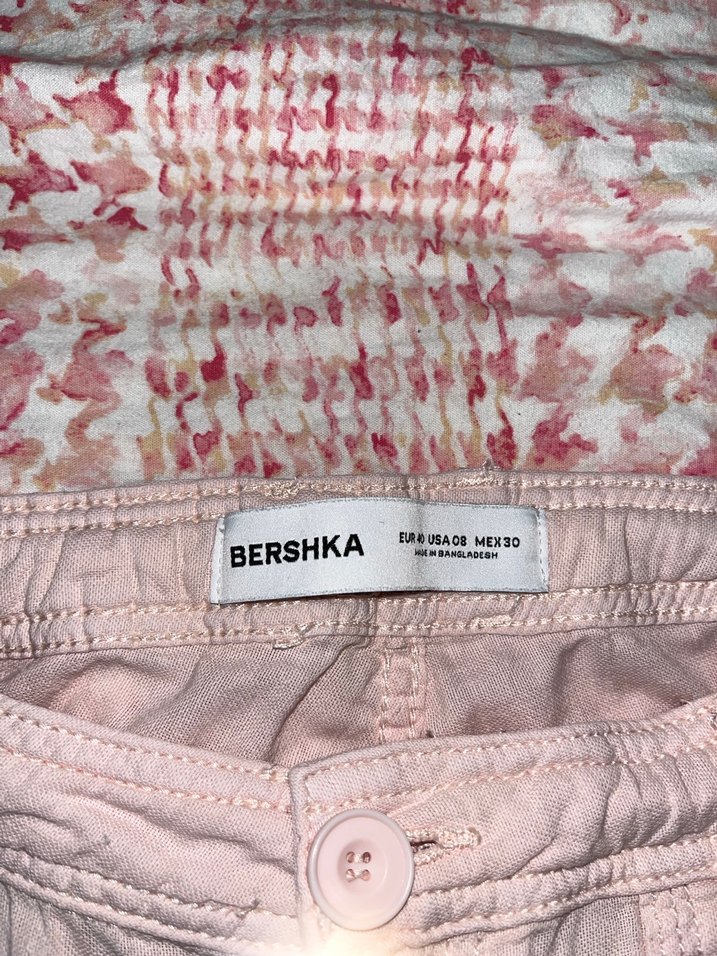 BERSHKA
EUR 40 USA 08 MEX 30
MADE IN BANGLADESH